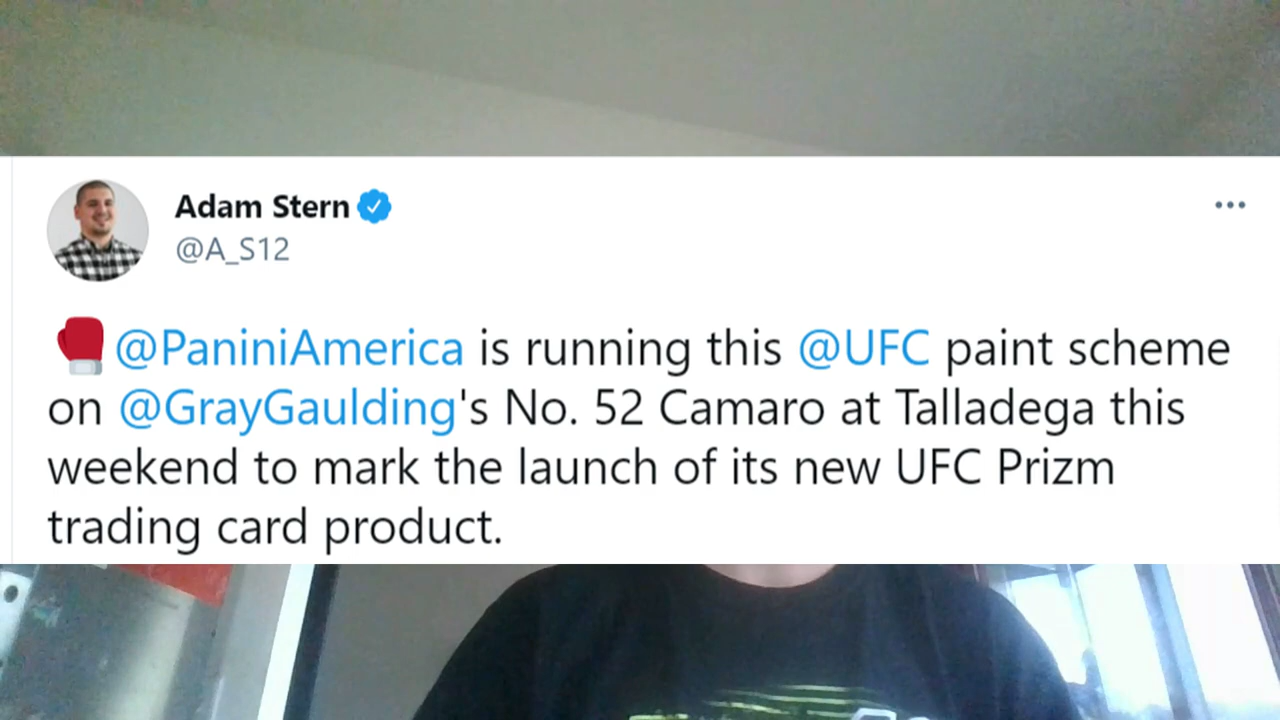 Adam Stern
@A_S12
🥊@PaniniAmerica is running this @UFC paint scheme
on @GrayGaulding's No. 52 Camaro at Talladega this
weekend to mark the launch of its new UFC Prizm
trading card product.